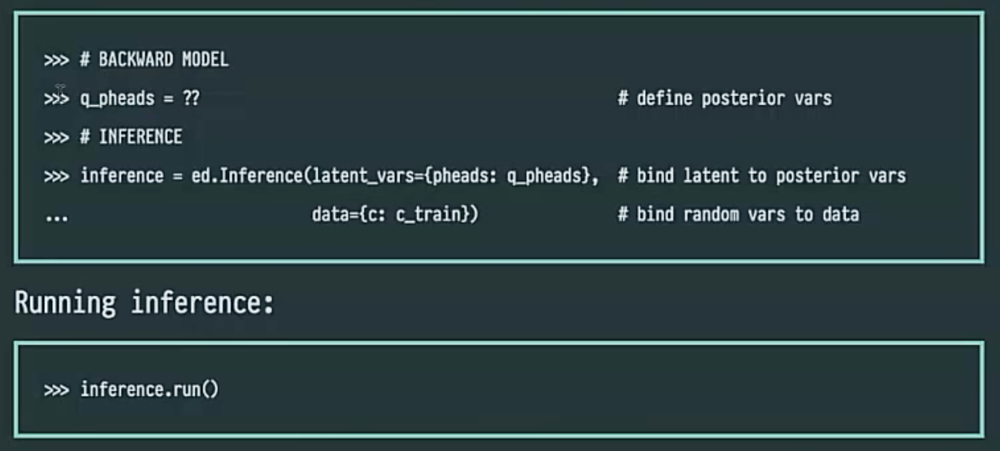 >>> # BACKWARD MODEL
>>> q_pheads = ?? # define posterior vars
>>> # INFERENCE
>>> inference = ed.Inference(latent_vars={pheads: q_pheads}, # bind latent to posterior vars
... data={c: c_train}) # bind random vars to data
Running inference:
>>> inference.run()